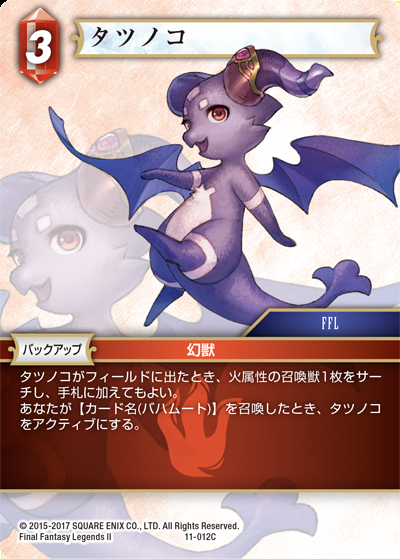 3
タツノコ
FFL
バックアップ
幻獣
タツノコがフィールドに出たとき、火属性の召喚獣1枚をサー
チし、手札に加えてもよい。
あなたが【カード名(バハムート)】を召喚したとき、タツノコ
をアクティブにする。
© 2015-2017 SQUARE ENIX CO., LTD. All Rights Reserved.
Final Fantasy Legends II
11-012C